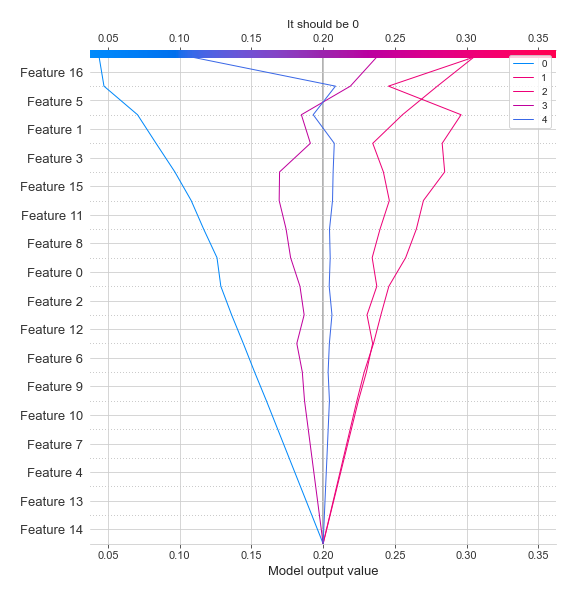 It should be 0
0.05 0.10 0.15 0.20 0.25 0.30 0.35
0
1
2
3
4
Feature 16
Feature 5
Feature 1
Feature 3
Feature 15
Feature 11
Feature 8
Feature 0
Feature 2
Feature 12
Feature 6
Feature 9
Feature 10
Feature 7
Feature 4
Feature 13
Feature 14
0.05 0.10 0.15 0.20 0.25 0.30 0.35
Model output value